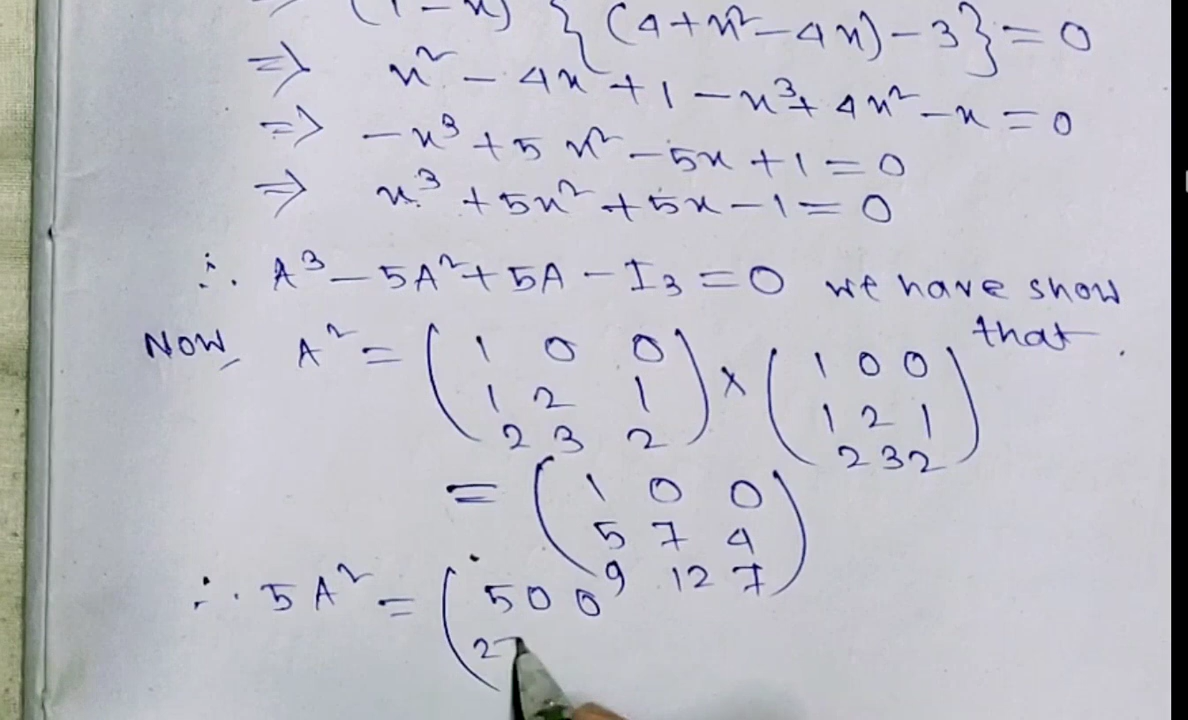 ⇒ (1-x) {(4+x²-4x)-3}=0
⇒ x²-4x+1-x³+4x²-x=0
⇒ -x³+5x²-5x+1=0
⇒ x³+5x²+5x-1=0
∴ A³-5A²+5A-I₃=0 we have show that.
Now, A² = ( 1 0 0 ) × ( 1 0 0 )
1 2 1 1 2 1
2 3 2 2 3 2
= ( 1 0 0 )
5 7 4
9 12 7
∴ 5A² = ( 5 0 0
2